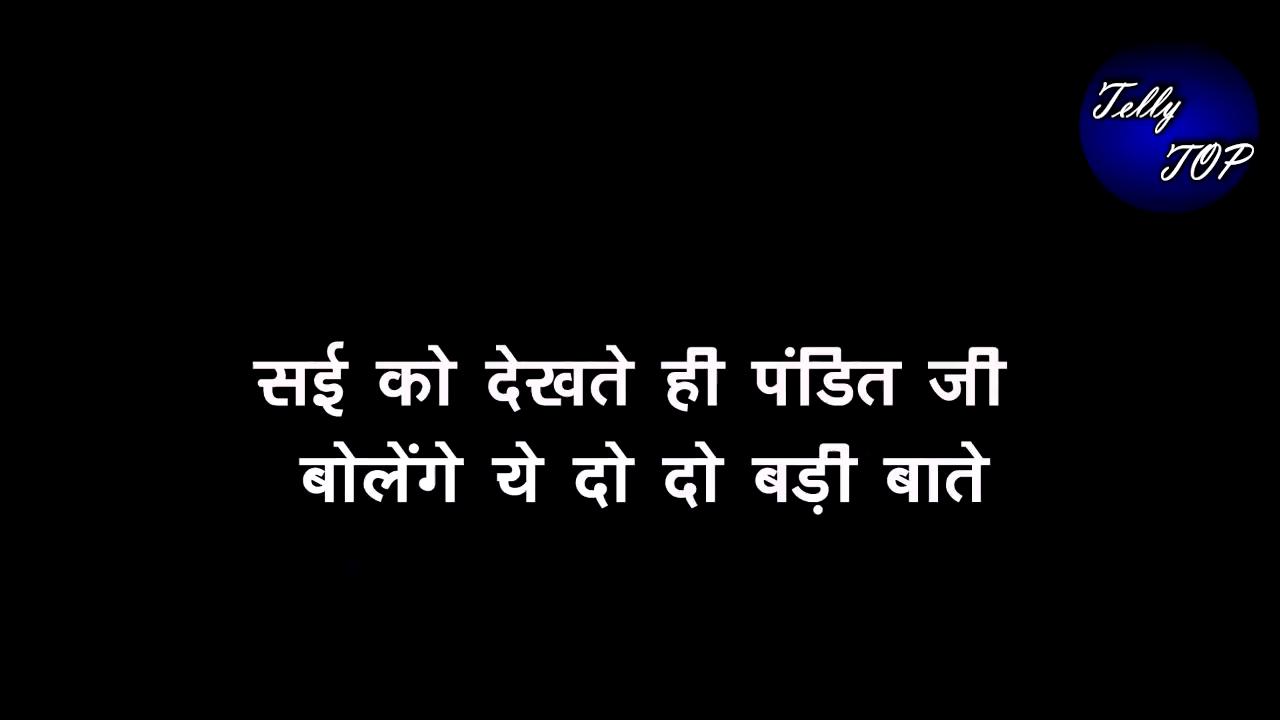 Telly
TOP
सई को देखते ही पंडित जी
बोलेंगे ये दो दो बड़ी बाते